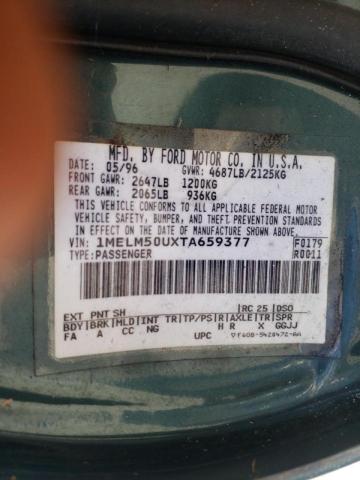 MFD. BY FORD MOTOR CO. IN U.S.A.
DATE: 05/96 GVWR: 4687LB/2125KG
FRONT GAWR: 2647LB 1200KG
REAR GAWR: 2065LB 936KG
THIS VEHICLE CONFORMS TO ALL APPLICABLE FEDERAL MOTOR
VEHICLE SAFETY, BUMPER, AND THEFT PREVENTION STANDARDS
IN EFFECT ON THE DATE OF MANUFACTURE SHOWN ABOVE.
VIN: 1MELM50UXTA659377 F0179
TYPE: PASSENGER R0011
EXT PNT SH RC 25 DSO
BDY BRK MLD INT TR TP/PS R AXLE TR SPR
FA A CC NG H R X GGJJ
UPC